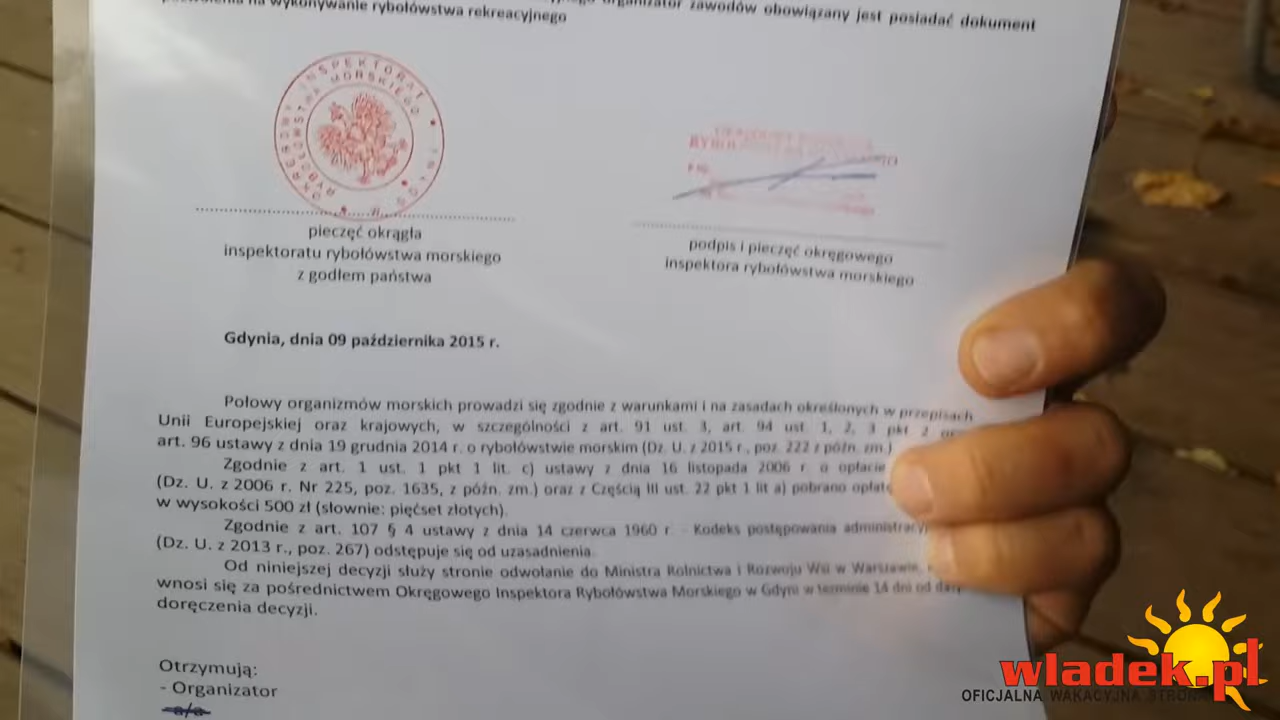 organizator zawodów obowiązany jest posiadać dokument
na wykonywanie rybołówstwa rekreacyjnego
OKRĘGOWY INSPEKTORAT
RYBOŁÓWSTWA MORSKIEGO
pieczęć okrągła
inspektoratu rybołówstwa morskiego
z godłem państwa
podpis i pieczęć okręgowego
inspektora rybołówstwa morskiego
Gdynia, dnia 09 października 2015 r.
Połowy organizmów morskich prowadzi się zgodnie z warunkami i na zasadach określonych w przepisach
Unii Europejskiej oraz krajowych, w szczególności z art. 91 ust. 3, art. 94 ust. 1, 2, 3 pkt 2
art. 96 ustawy z dnia 19 grudnia 2014 r. o rybołówstwie morskim (Dz. U. z 2015 r., poz. 222 z późn. zm.)
Zgodnie z art. 1 ust. 1 pkt 1 lit. c) ustawy z dnia 16 listopada 2006 r. o opłacie
(Dz. U. z 2006 r. Nr 225, poz. 1635, z późn. zm.) oraz z Częścią III ust. 22 pkt 1 lit a) pobrano
w wysokości 500 zł (słownie: pięćset złotych).
Zgodnie z art. 107 § 4 ustawy z dnia 14 czerwca 1960 r. - Kodeks postępowania
(Dz. U. z 2013 r., poz. 267) odstępuje się od uzasadnienia.
Od niniejszej decyzji służy stronie odwołanie do Ministra Rolnictwa i Rozwoju Wsi w Warszawie,
wnosi się za pośrednictwem Okręgowego Inspektora Rybołówstwa Morskiego w Gdyni w terminie 14 dni od
doręczenia decyzji.
Otrzymują:
- Organizator
a/a
wladek.pl
OFICJALNA WAKACYJNA